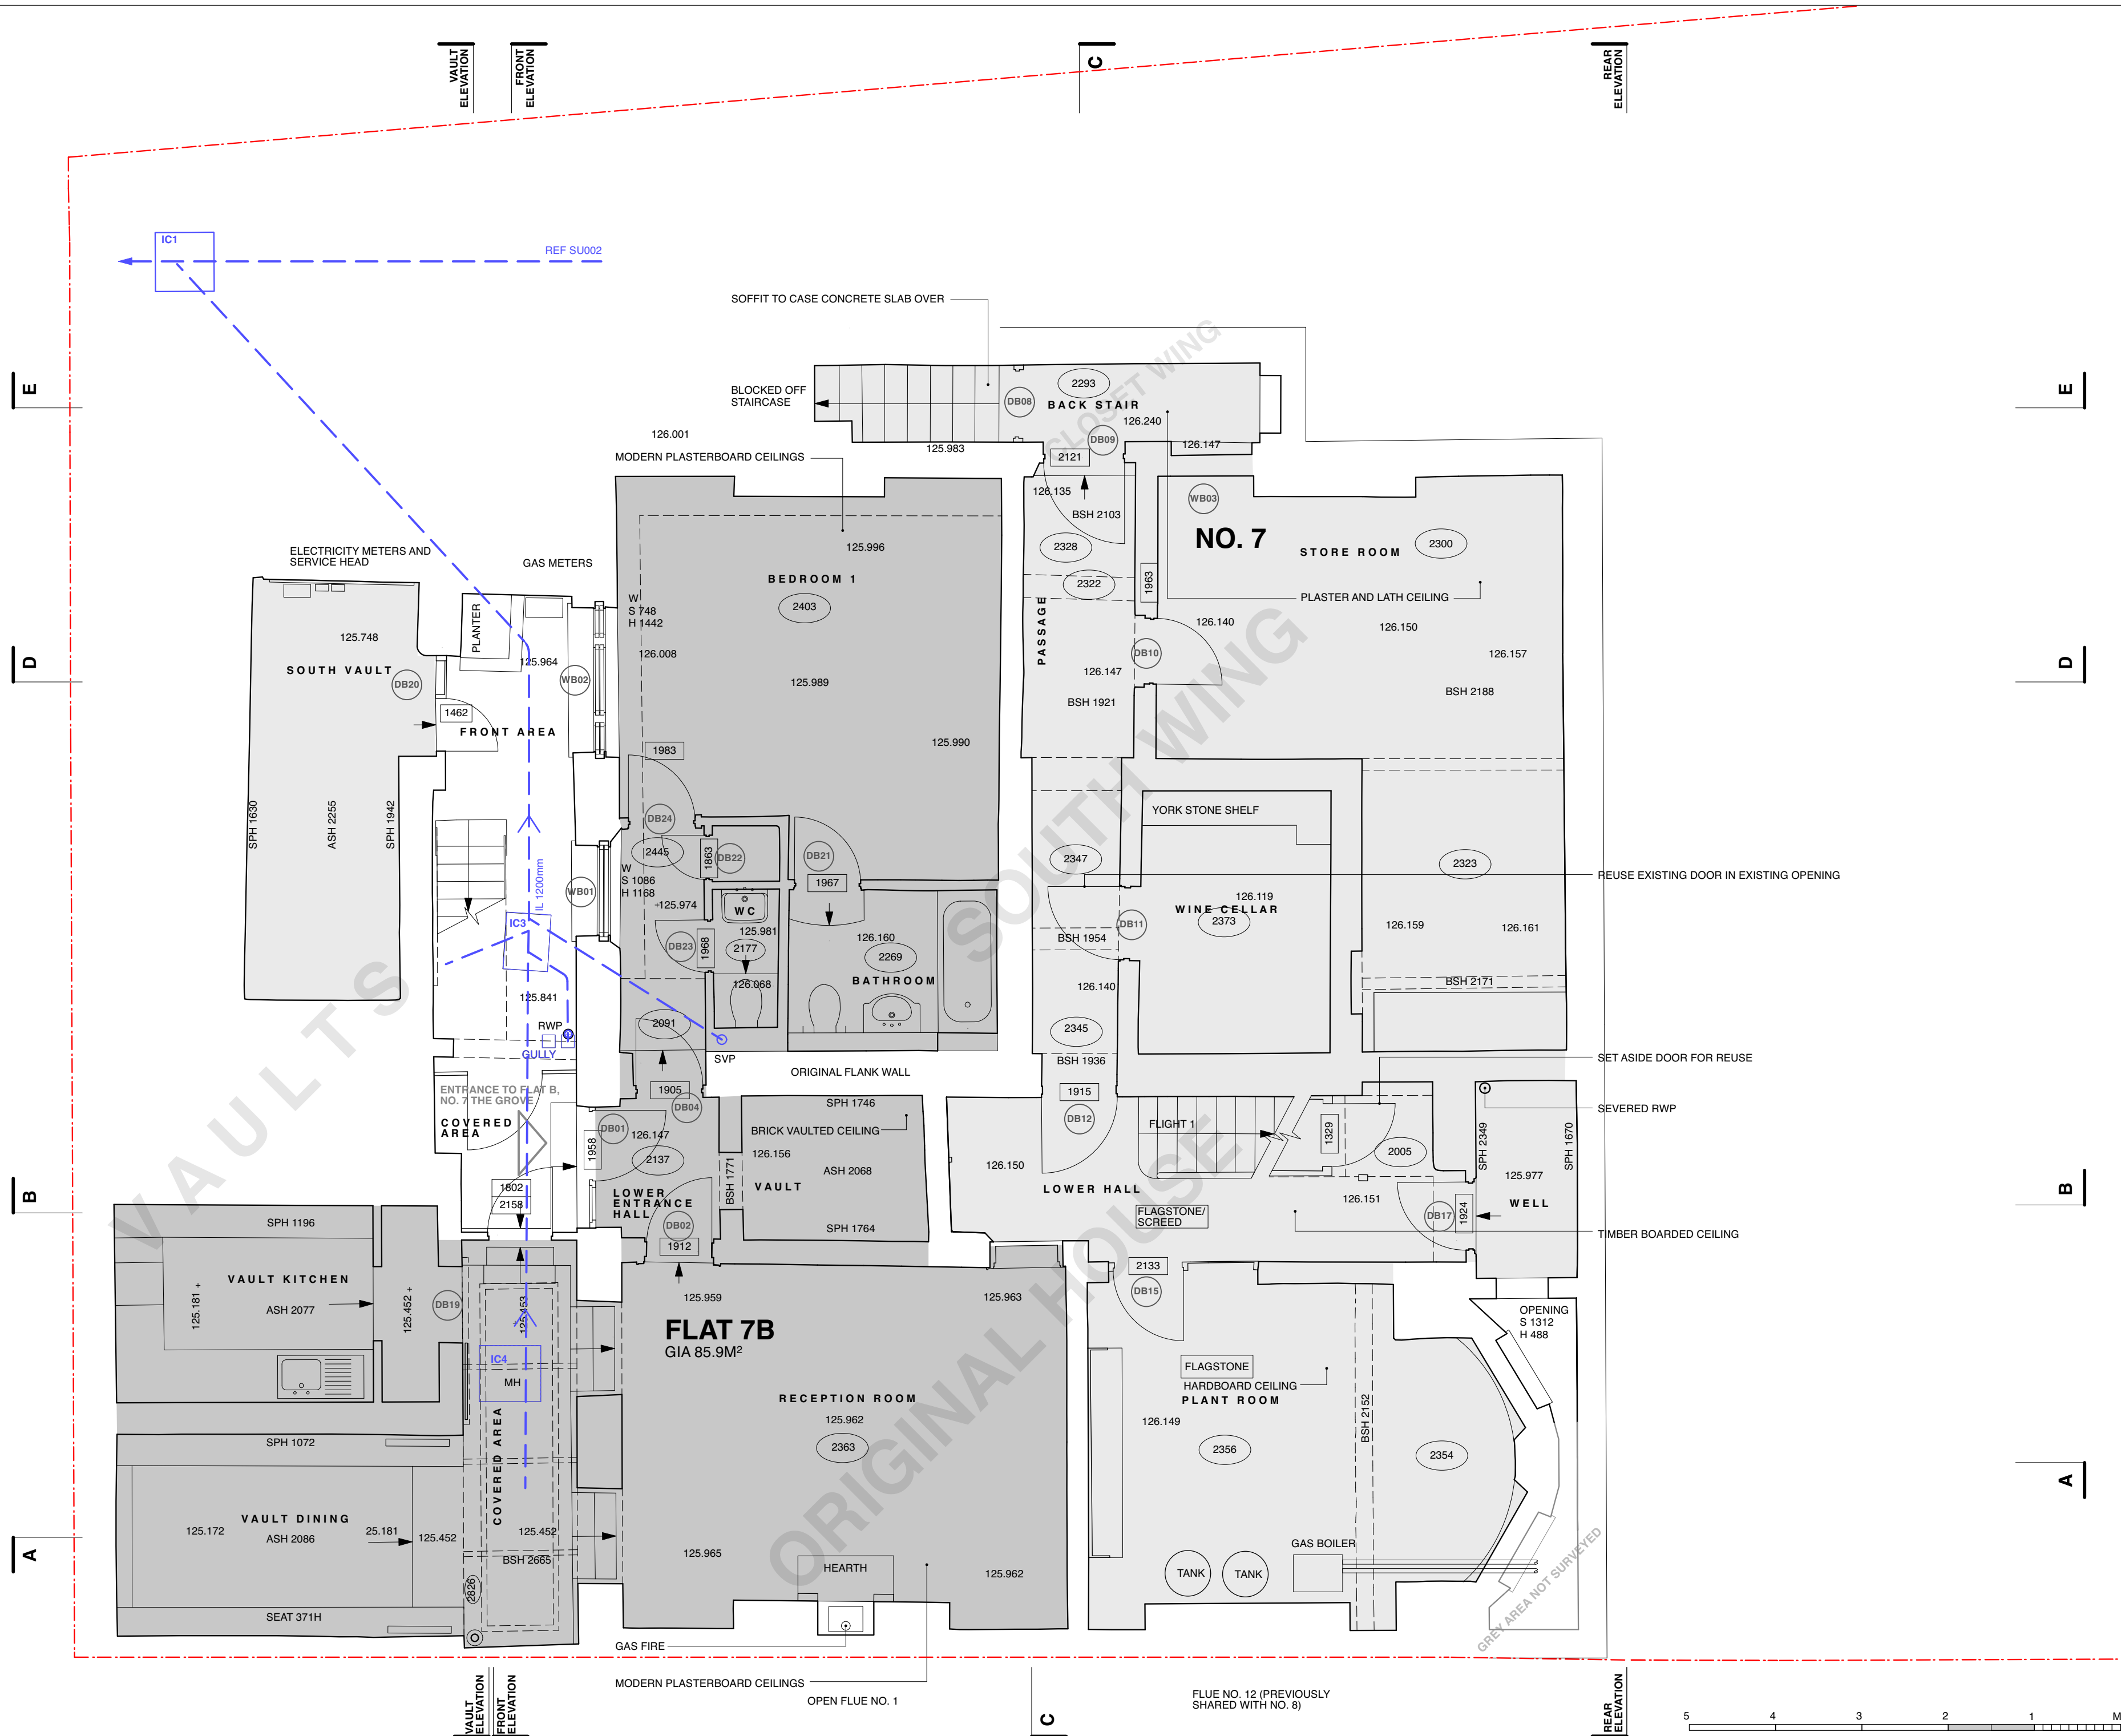 VAULT
ELEVATION
FRONT
ELEVATION
C
REAR
ELEVATION
IC1
REF SU002
SOFFIT TO CASE CONCRETE SLAB OVER
E
BLOCKED OFF
STAIRCASE
DB08
2293
BACK STAIR
CLOSET WING
126.240
E
126.001
125.983
DB09
126.147
MODERN PLASTERBOARD CEILINGS
2121
126.135
BSH 2103
WB03
NO. 7
STORE ROOM
2300
ELECTRICITY METERS AND
SERVICE HEAD
GAS METERS
125.996
BEDROOM 1
2403
2328
2322
1963
PLASTER AND LATH CEILING
PLANTER
W
S 748
H 1442
125.748
SOUTH VAULT
DB20
125.964
WB02
126.008
125.989
PASSAGE
126.140
126.150
DB10
126.147
126.157
BSH 1921
BSH 2188
D
D
1462
FRONT AREA
1983
125.990
SPH 1630
ASH 2255
SPH 1942
SOUTH WING
YORK STONE SHELF
DB24
2445
1863
DB22
DB21
1967
2347
2323
REUSE EXISTING DOOR IN EXISTING OPENING
IL 1200mm
WB01
W
S 1086
H 1168
+125.974
WC
125.981
126.119
WINE CELLAR
2373
IC3
DB23
1968
2177
126.160
2269
BSH 1954
DB11
126.159
126.161
126.068
BATHROOM
126.140
BSH 2171
VAULTS
125.841
RWP
GULLY
2091
SVP
2345
BSH 1936
ORIGINAL FLANK WALL
SET ASIDE DOOR FOR REUSE
ENTRANCE TO FLAT B,
NO. 7 THE GROVE
1905
DB04
SPH 1746
1915
DB12
SEVERED RWP
COVERED
AREA
DB01
1958
126.147
2137
BRICK VAULTED CEILING
126.156
BSH 1771
ASH 2068
VAULT
FLIGHT 1
1329
2005
SPH 2349
SPH 1670
126.150
125.977
1802
2158
LOWER
ENTRANCE
HALL
LOWER HALL
126.151
WELL
B
B
SPH 1196
DB02
1912
SPH 1764
FLAGSTONE/
SCREED
DB17
1924
TIMBER BOARDED CEILING
VAULT KITCHEN
ASH 2077
125.181 +
125.452 +
DB19
125.453
+
125.959
125.963
2133
DB15
OPENING
S 1312
H 488
FLAT 7B
GIA 85.9M²
ORIGINAL HOUSE
IC4
MH
FLAGSTONE
HARDBOARD CEILING
PLANT ROOM
RECEPTION ROOM
125.962
2363
126.149
2356
BSH 2152
2354
SPH 1072
COVERED AREA
VAULT DINING
125.172
ASH 2086
25.181
125.452
125.452
BSH 2665
2826
125.965
HEARTH
125.962
GAS BOILER
TANK
TANK
GREY AREA NOT SURVEYED
A
A
SEAT 371H
GAS FIRE
MODERN PLASTERBOARD CEILINGS
OPEN FLUE NO. 1
FLUE NO. 12 (PREVIOUSLY
SHARED WITH NO. 8)
VAULT
ELEVATION
FRONT
ELEVATION
C
REAR
ELEVATION
5 4 3 2 1 M